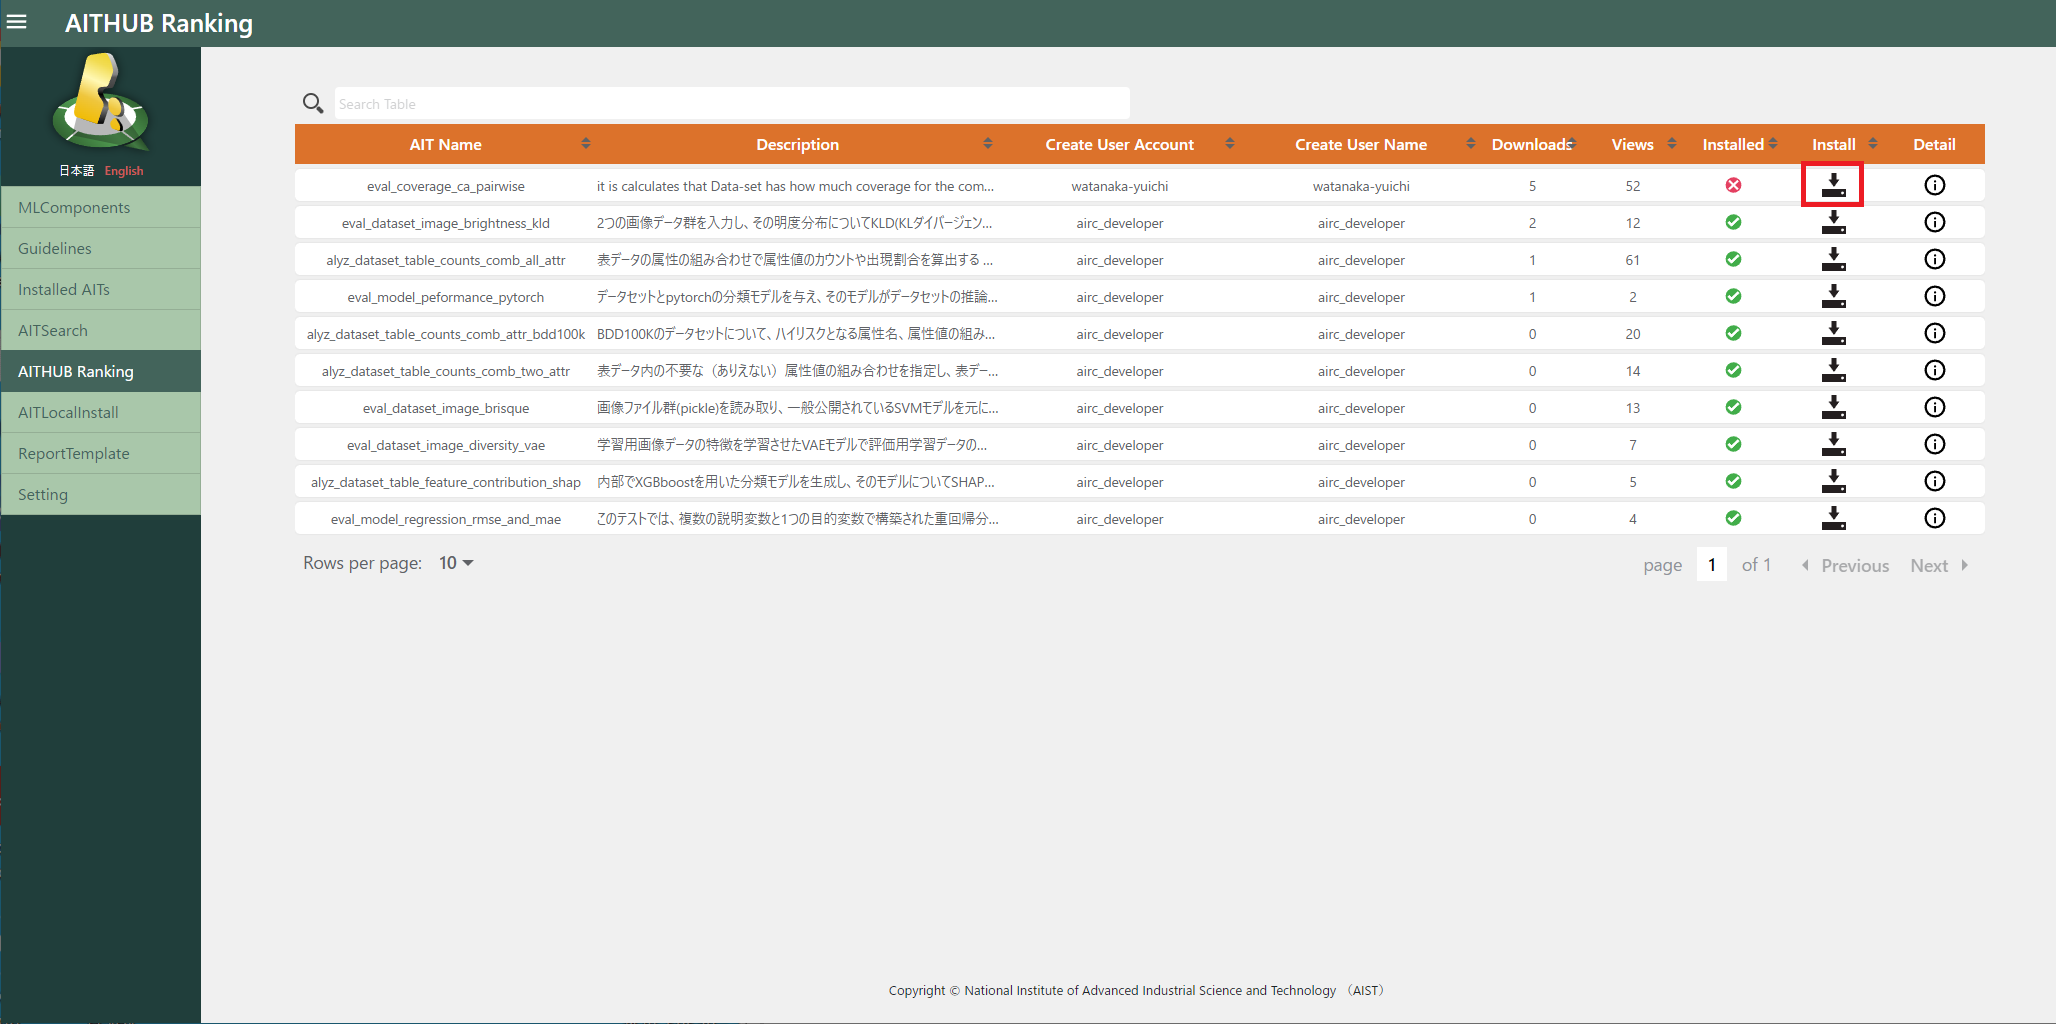 AITHUB Ranking
日本語 English
MLComponents
Guidelines
Installed AITs
AITSearch
AITHUB Ranking
AITLocalInstall
ReportTemplate
Setting
Search Table
AIT Name Description Create User Account Create User Name Downloads Views Installed Install Detail
eval_coverage_ca_pairwise it is calculates that Data-set has how much coverage for the com... watanaka-yuichi watanaka-yuichi 5 52
eval_dataset_image_brightness_kld 2つの画像データ群を入力し、その明度分布についてKLD(KLダイバージェン... airc_developer airc_developer 2 12
alyz_dataset_table_counts_comb_all_attr 表データの属性の組み合わせで属性値のカウントや出現割合を算出する ... airc_developer airc_developer 1 61
eval_model_peformance_pytorch データセットとpytorchの分類モデルを与え、そのモデルがデータセットの推論... airc_developer airc_developer 1 2
alyz_dataset_table_counts_comb_attr_bdd100k BDD100Kのデータセットについて、ハイリスクとなる属性名、属性値の組み... airc_developer airc_developer 0 20
alyz_dataset_table_counts_comb_two_attr 表データ内の不要な（ありえない）属性値の組み合わせを指定し、表デー... airc_developer airc_developer 0 14
eval_dataset_image_brisque 画像ファイル群(pickle)を読み取り、一般公開されているSVMモデルを元に... airc_developer airc_developer 0 13
eval_dataset_image_diversity_vae 学習用画像データの特徴を学習させたVAEモデルで評価用学習データの... airc_developer airc_developer 0 7
alyz_dataset_table_feature_contribution_shap 内部でXGBboostを用いた分類モデルを生成し、そのモデルについてSHAP... airc_developer airc_developer 0 5
eval_model_regression_rmse_and_mae このテストでは、複数の説明変数と1つの目的変数で構築された重回帰分... airc_developer airc_developer 0 4
Rows per page: 10 page 1 of 1 Previous Next
Copyright © National Institute of Advanced Industrial Science and Technology （AIST）